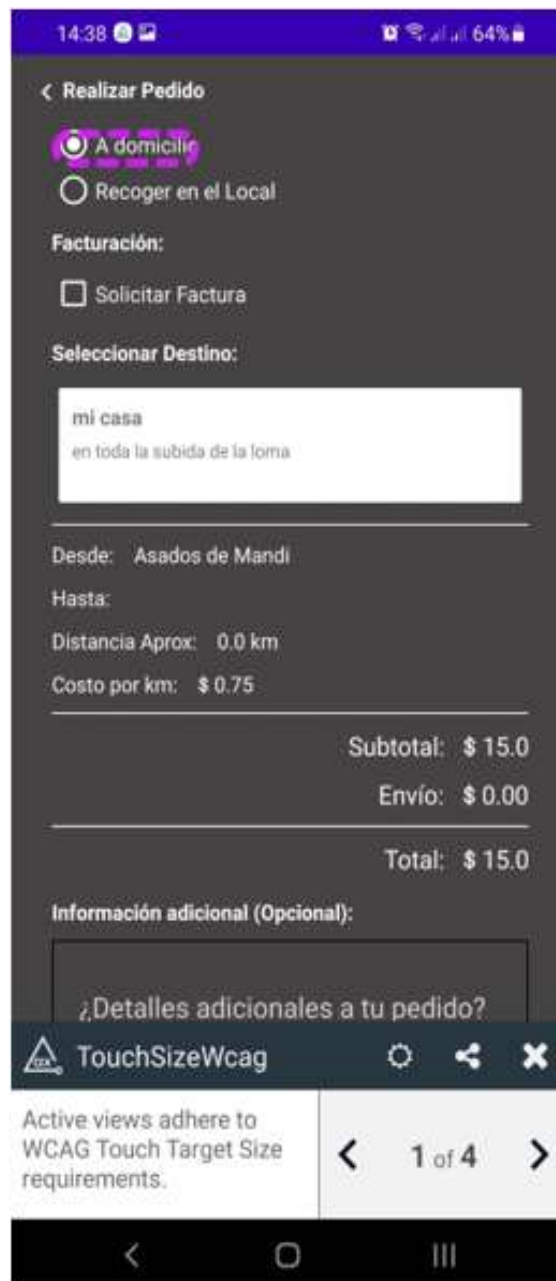 14:38 64%
Realizar Pedido
A domicilio
Recoger en el Local
Facturación:
Solicitar Factura
Seleccionar Destino:
mi casa
en toda la subida de la loma
Desde: Asados de Mandi
Hasta:
Distancia Aprox: 0.0 km
Costo por km: $ 0.75
Subtotal: $ 15.0
Envío: $ 0.00
Total: $ 15.0
Información adicional (Opcional):
¿Detalles adicionales a tu pedido?
TouchSizeWcag
Active views adhere to
WCAG Touch Target Size
requirements.
1 of 4